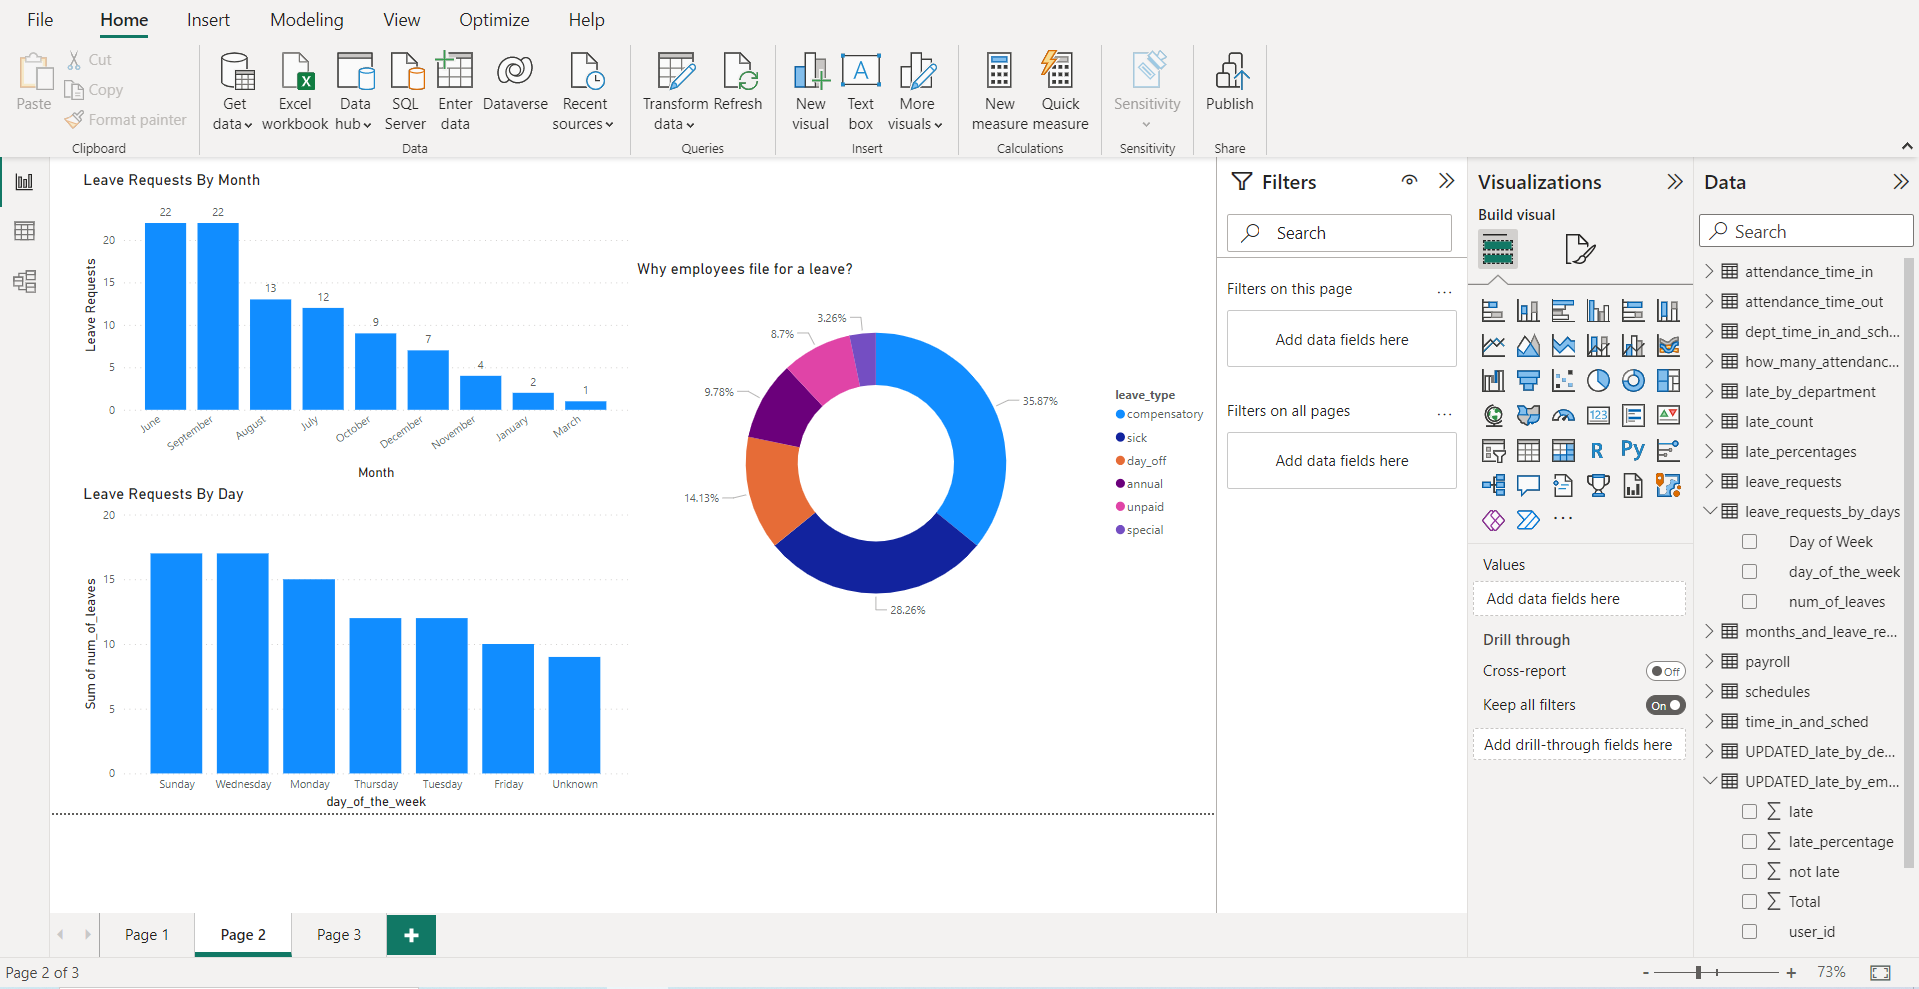 File Home Insert Modeling View Optimize Help
Paste
Cut
Copy
Format painter
Clipboard
Get data
Excel workbook
Data hub
SQL Server
Enter data
Dataverse
Recent sources
Data
Transform data
Refresh
Queries
New visual
A
Text box
More visuals
Insert
New measure
Quick measure
Calculations
Sensitivity
Sensitivity
Publish
Share
Leave Requests By Month
Leave Requests
20
15
10
5
0
22 22 13 12 9 7 4 2 1
June September August July October December November January March
Month
Leave Requests By Day
Sum of num_of_leaves
20
15
10
5
0
Sunday Wednesday Monday Thursday Tuesday Friday Unknown
day_of_the_week
Why employees file for a leave?
3.26%
8.7%
9.78%
14.13%
28.26%
35.87%
leave_type
compensatory
sick
day_off
annual
unpaid
special
Filters
Search
Filters on this page ...
Add data fields here
Filters on all pages ...
Add data fields here
Visualizations
Build visual
123
R
Py
...
Values
Add data fields here
Drill through
Cross-report Off
Keep all filters On
Add drill-through fields here
Data
Search
attendance_time_in
attendance_time_out
dept_time_in_and_sch...
how_many_attendanc...
late_by_department
late_count
late_percentages
leave_requests
leave_requests_by_days
Day of Week
day_of_the_week
num_of_leaves
months_and_leave_re...
payroll
schedules
time_in_and_sched
UPDATED_late_by_de...
UPDATED_late_by_em...
∑ late
∑ late_percentage
∑ not late
∑ Total
user_id
Page 1 Page 2 Page 3 +
Page 2 of 3
- + 73%